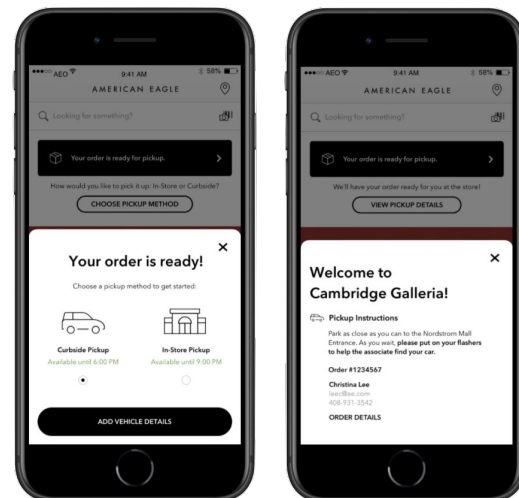 AEO
9:41 AM
58%
AMERICAN EAGLE
Looking for something?
Your order is ready for pickup.
How would you like to pick it up: In-Store or Curbside?
CHOOSE PICKUP METHOD
Your order is ready!
Choose a pickup method to get started:
Curbside Pickup
Available until 6:00 PM
In-Store Pickup
Available until 9:00 PM
ADD VEHICLE DETAILS
AEO
9:41 AM
58%
AMERICAN EAGLE
Looking for something?
Your order is ready for pickup.
We'll have your order ready for you at the store!
VIEW PICKUP DETAILS
Welcome to
Cambridge Galleria!
Pickup Instructions
Park as close as you can to the Nordstrom Mall
Entrance. As you wait, please put on your flashers
to help the associate find your car.
Order #1234567
Christina Lee
leec@ae.com
408-931-3542
ORDER DETAILS